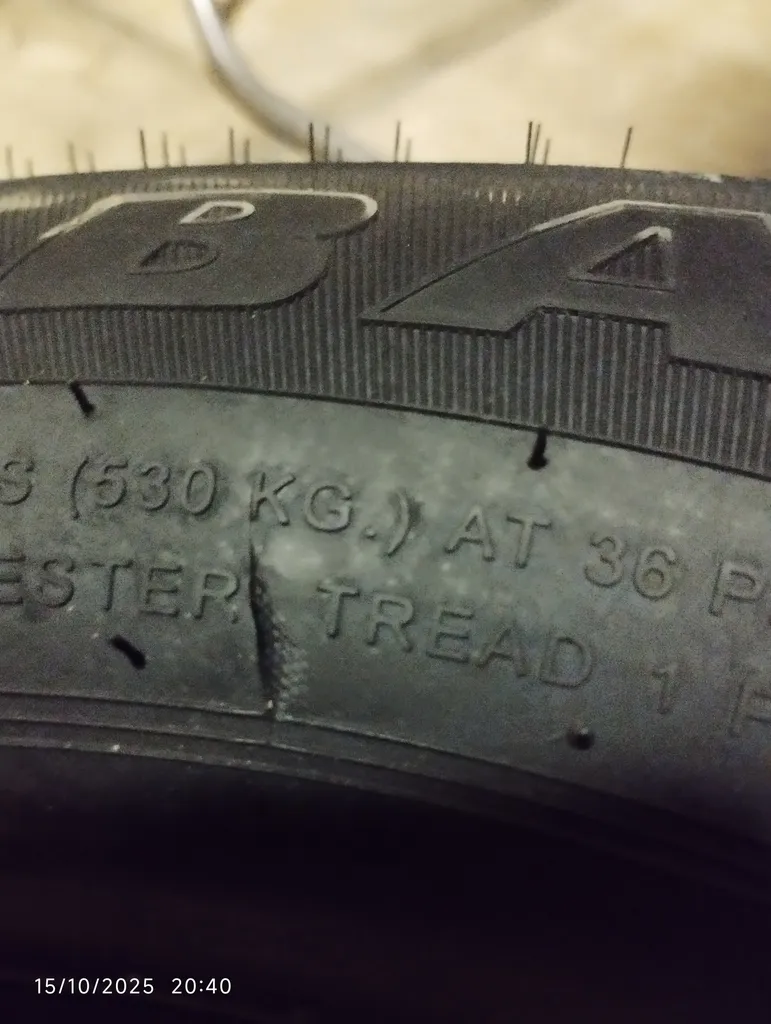 BA
S (530 KG.) AT 36 P
ESTER TREAD 1 P
15/10/2025 20:40